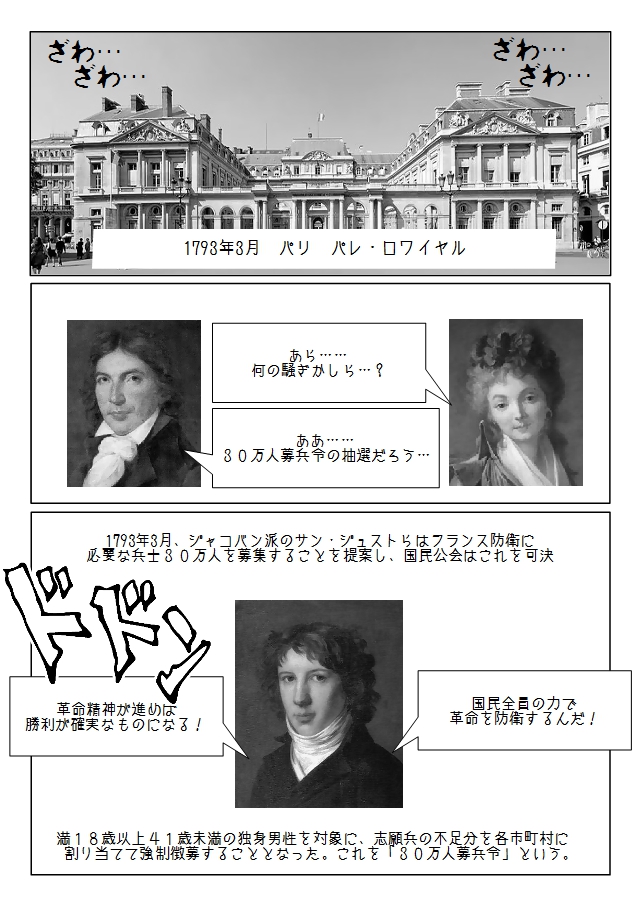 ざわ…
ざわ…
ざわ…
ざわ…
1793年3月　パリ　パレ・ロワイヤル
あら……
何の騒ぎかしら…？
ああ……
３０万人募兵令の抽選だろう…
1793年3月、ジャコバン派のサン・ジュストらはフランス防衛に
必要な兵士３０万人を募集することを提案し、国民公会はこれを可決
ドドン
国民全員の力で
革命を防衛するんだ！
革命精神が進めば
勝利が確実なものになる！
満１８歳以上４１歳未満の独身男性を対象に、志願兵の不足分を各市町村に
割り当てて強制徴募することとなった。これを「３０万人募兵令」という。